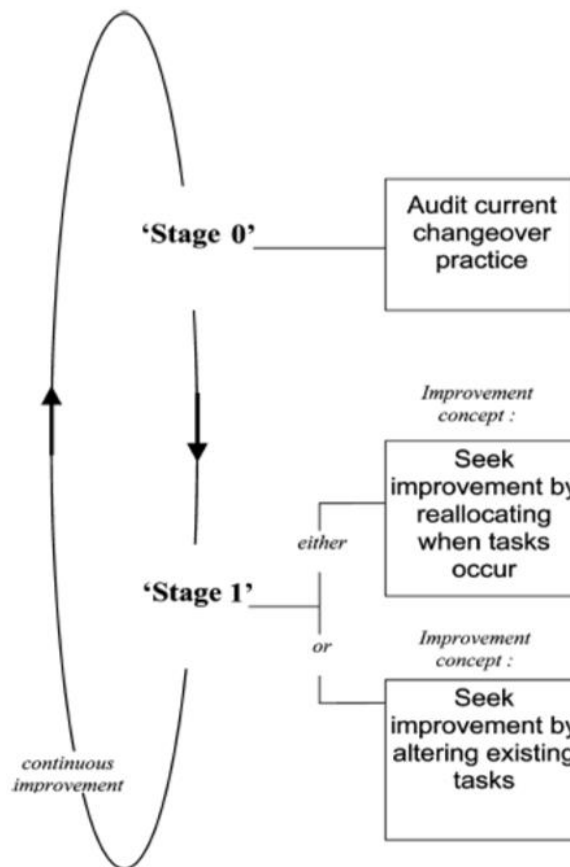 ‘Stage 0’
Audit current
changeover
practice
Improvement
concept :
Seek
improvement by
reallocating
when tasks
occur
either
‘Stage 1’
or
Improvement
concept :
Seek
improvement by
altering existing
tasks
continuous
improvement